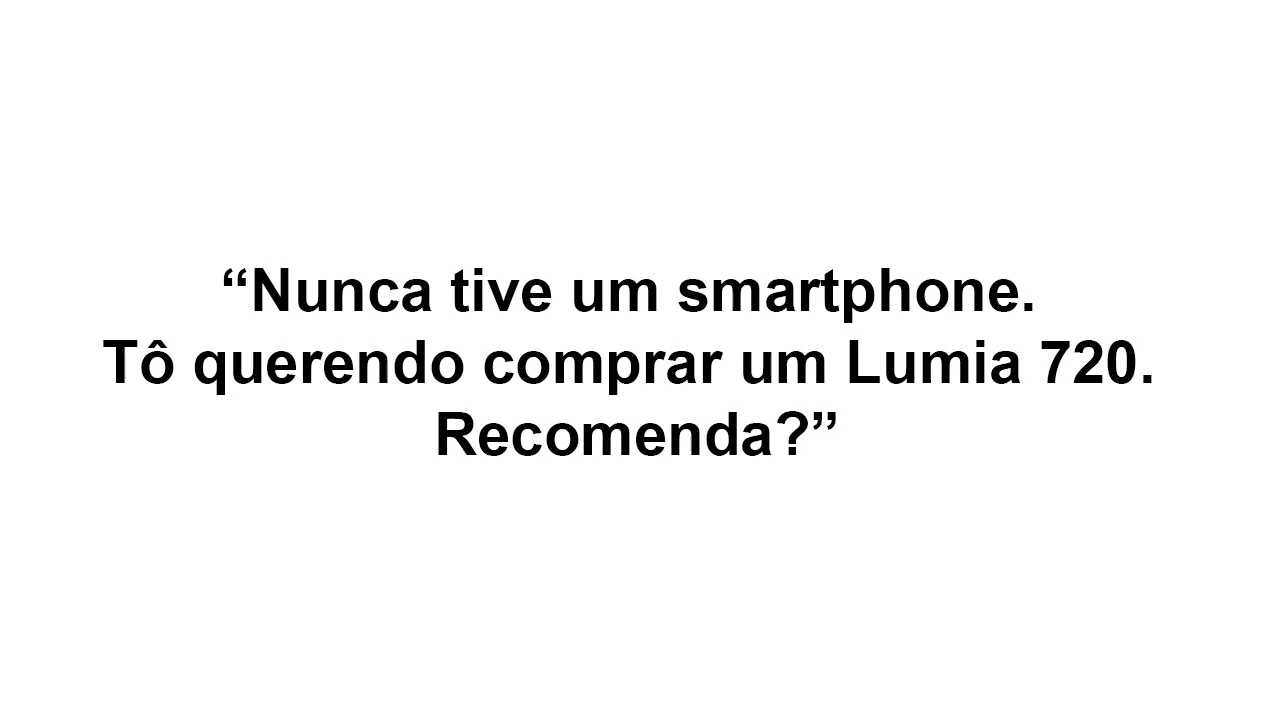 “Nunca tive um smartphone.
Tô querendo comprar um Lumia 720.
Recomenda?”